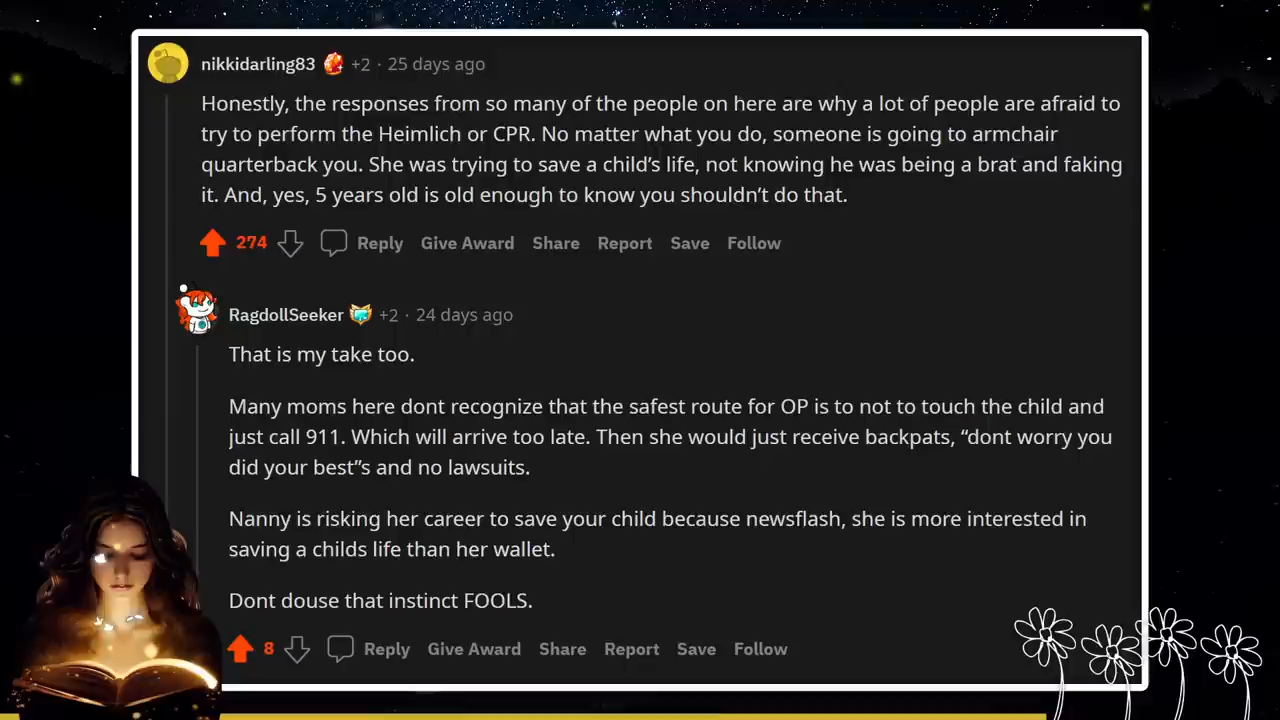 nikkidarling83 +2 · 25 days ago
Honestly, the responses from so many of the people on here are why a lot of people are afraid to
try to perform the Heimlich or CPR. No matter what you do, someone is going to armchair
quarterback you. She was trying to save a child’s life, not knowing he was being a brat and faking
it. And, yes, 5 years old is old enough to know you shouldn’t do that.
274 Reply Give Award Share Report Save Follow
RagdollSeeker +2 · 24 days ago
That is my take too.
Many moms here dont recognize that the safest route for OP is to not to touch the child and
just call 911. Which will arrive too late. Then she would just receive backpats, “dont worry you
did your best”s and no lawsuits.
Nanny is risking her career to save your child because newsflash, she is more interested in
saving a childs life than her wallet.
Dont douse that instinct FOOLS.
8 Reply Give Award Share Report Save Follow